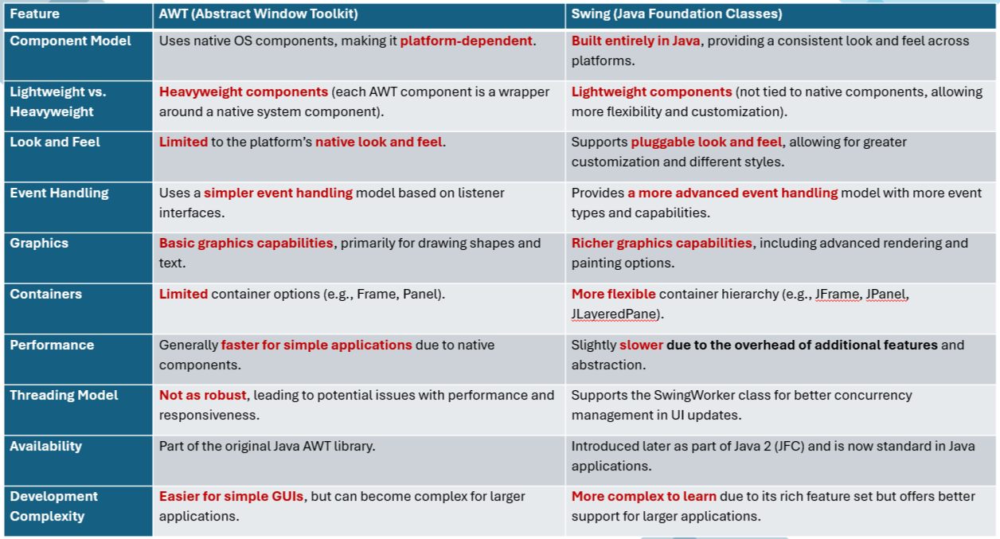 Feature
AWT (Abstract Window Toolkit)
Swing (Java Foundation Classes)
Component Model
Uses native OS components, making it platform-dependent.
Built entirely in Java, providing a consistent look and feel across
platforms.
Lightweight vs.
Heavyweight
Heavyweight components (each AWT component is a wrapper
around a native system component).
Lightweight components (not tied to native components, allowing
more flexibility and customization).
Look and Feel
Limited to the platform’s native look and feel.
Supports pluggable look and feel, allowing for greater
customization and different styles.
Event Handling
Uses a simpler event handling model based on listener
interfaces.
Provides a more advanced event handling model with more event
types and capabilities.
Graphics
Basic graphics capabilities, primarily for drawing shapes and
text.
Richer graphics capabilities, including advanced rendering and
painting options.
Containers
Limited container options (e.g., Frame, Panel).
More flexible container hierarchy (e.g., JFrame, JPanel,
JLayeredPane).
Performance
Generally faster for simple applications due to native
components.
Slightly slower due to the overhead of additional features and
abstraction.
Threading Model
Not as robust, leading to potential issues with performance and
responsiveness.
Supports the SwingWorker class for better concurrency
management in UI updates.
Availability
Part of the original Java AWT library.
Introduced later as part of Java 2 (JFC) and is now standard in Java
applications.
Development
Complexity
Easier for simple GUIs, but can become complex for larger
applications.
More complex to learn due to its rich feature set but offers better
support for larger applications.